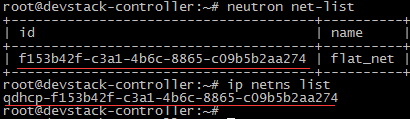 root@devstack-controller:~# neutron net-list
+--------------------------------------+----------+
| id                                   | name     |
+--------------------------------------+----------+
| f153b42f-c3a1-4b6c-8865-c09b5b2aa274 | flat_net |
+--------------------------------------+----------+
root@devstack-controller:~# ip netns list
qdhcp-f153b42f-c3a1-4b6c-8865-c09b5b2aa274
root@devstack-controller:~#